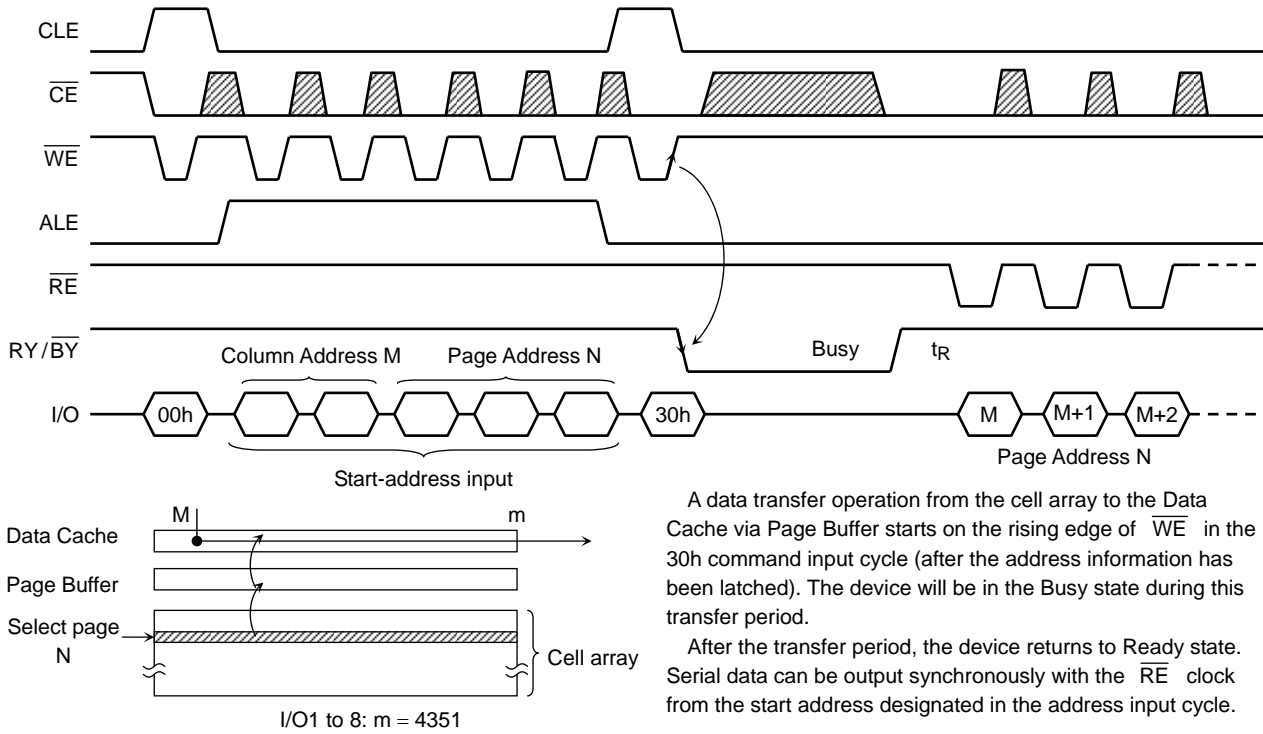 CLE
CE
WE
ALE
RE
RY/BY
Busy
tR
Column Address M
Page Address N
I/O
00h
30h
M
M+1
M+2
Start-address input
Page Address N
M
m
Data Cache
Page Buffer
Select page
N
Cell array
I/O1 to 8: m = 4351
A data transfer operation from the cell array to the Data
Cache via Page Buffer starts on the rising edge of WE in the
30h command input cycle (after the address information has
been latched). The device will be in the Busy state during this
transfer period.
After the transfer period, the device returns to Ready state.
Serial data can be output synchronously with the RE clock
from the start address designated in the address input cycle.